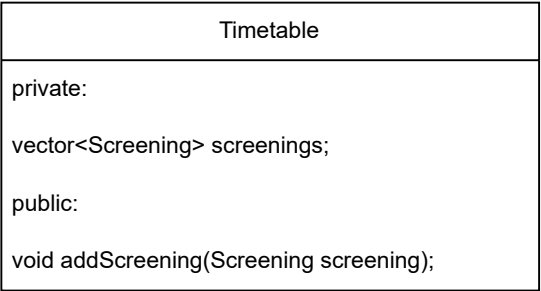 Timetable
private:
vector<Screening> screenings;
public:
void addScreening(Screening screening);